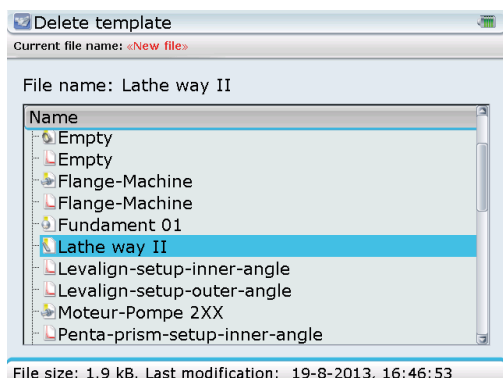 Delete template
Current file name: «New file»
File name: Lathe way II
Name
Empty
Empty
Flange-Machine
Flange-Machine
Fundament 01
Lathe way II
Levalign-setup-inner-angle
Levalign-setup-outer-angle
Moteur-Pompe 2XX
Penta-prism-setup-inner-angle
File size: 1.9 kB. Last modification: 19-8-2013, 16:46:53